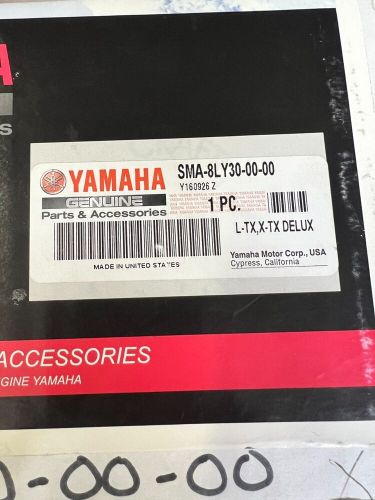 A
S
YAMAHA
GENUINE
Parts & Accessories
SMA-8LY30-00-00
Y160926 Z
1 PC.
L-TX,X-TX DELUX
MADE IN UNITED STATES
Yamaha Motor Corp., USA
Cypress, California
ACCESSORIES
GINE YAMAHA
0-00-00 X